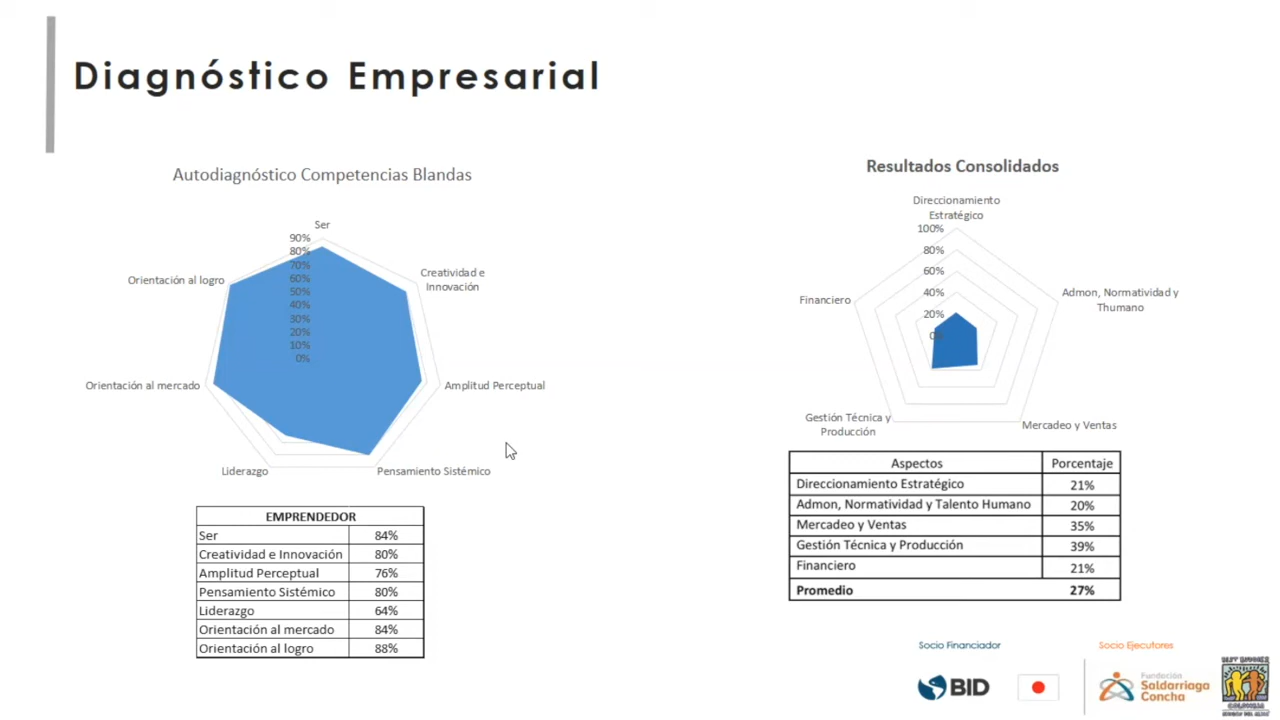 Diagnóstico Empresarial
Autodiagnóstico Competencias Blandas
Ser
90%
80%
70%
60%
50%
40%
30%
20%
10%
0%
Creatividad e
Innovación
Amplitud Perceptual
Pensamiento Sistémico
Liderazgo
Orientación al mercado
Orientación al logro
EMPRENDEDOR
Ser 84%
Creatividad e Innovación 80%
Amplitud Perceptual 76%
Pensamiento Sistémico 80%
Liderazgo 64%
Orientación al mercado 84%
Orientación al logro 88%
Resultados Consolidados
Direccionamiento
Estratégico
100%
80%
60%
40%
20%
0%
Admon, Normatividad y
Thumano
Mercadeo y Ventas
Gestión Técnica y
Producción
Financiero
Aspectos Porcentaje
Direccionamiento Estratégico 21%
Admon, Normatividad y Talento Humano 20%
Mercadeo y Ventas 35%
Gestión Técnica y Producción 39%
Financiero 21%
Promedio 27%
Socio Financiador
BID
Socio Ejecutores
Fundación
Saldarriaga
Concha
BEST BUDDIES
COLOMBIA